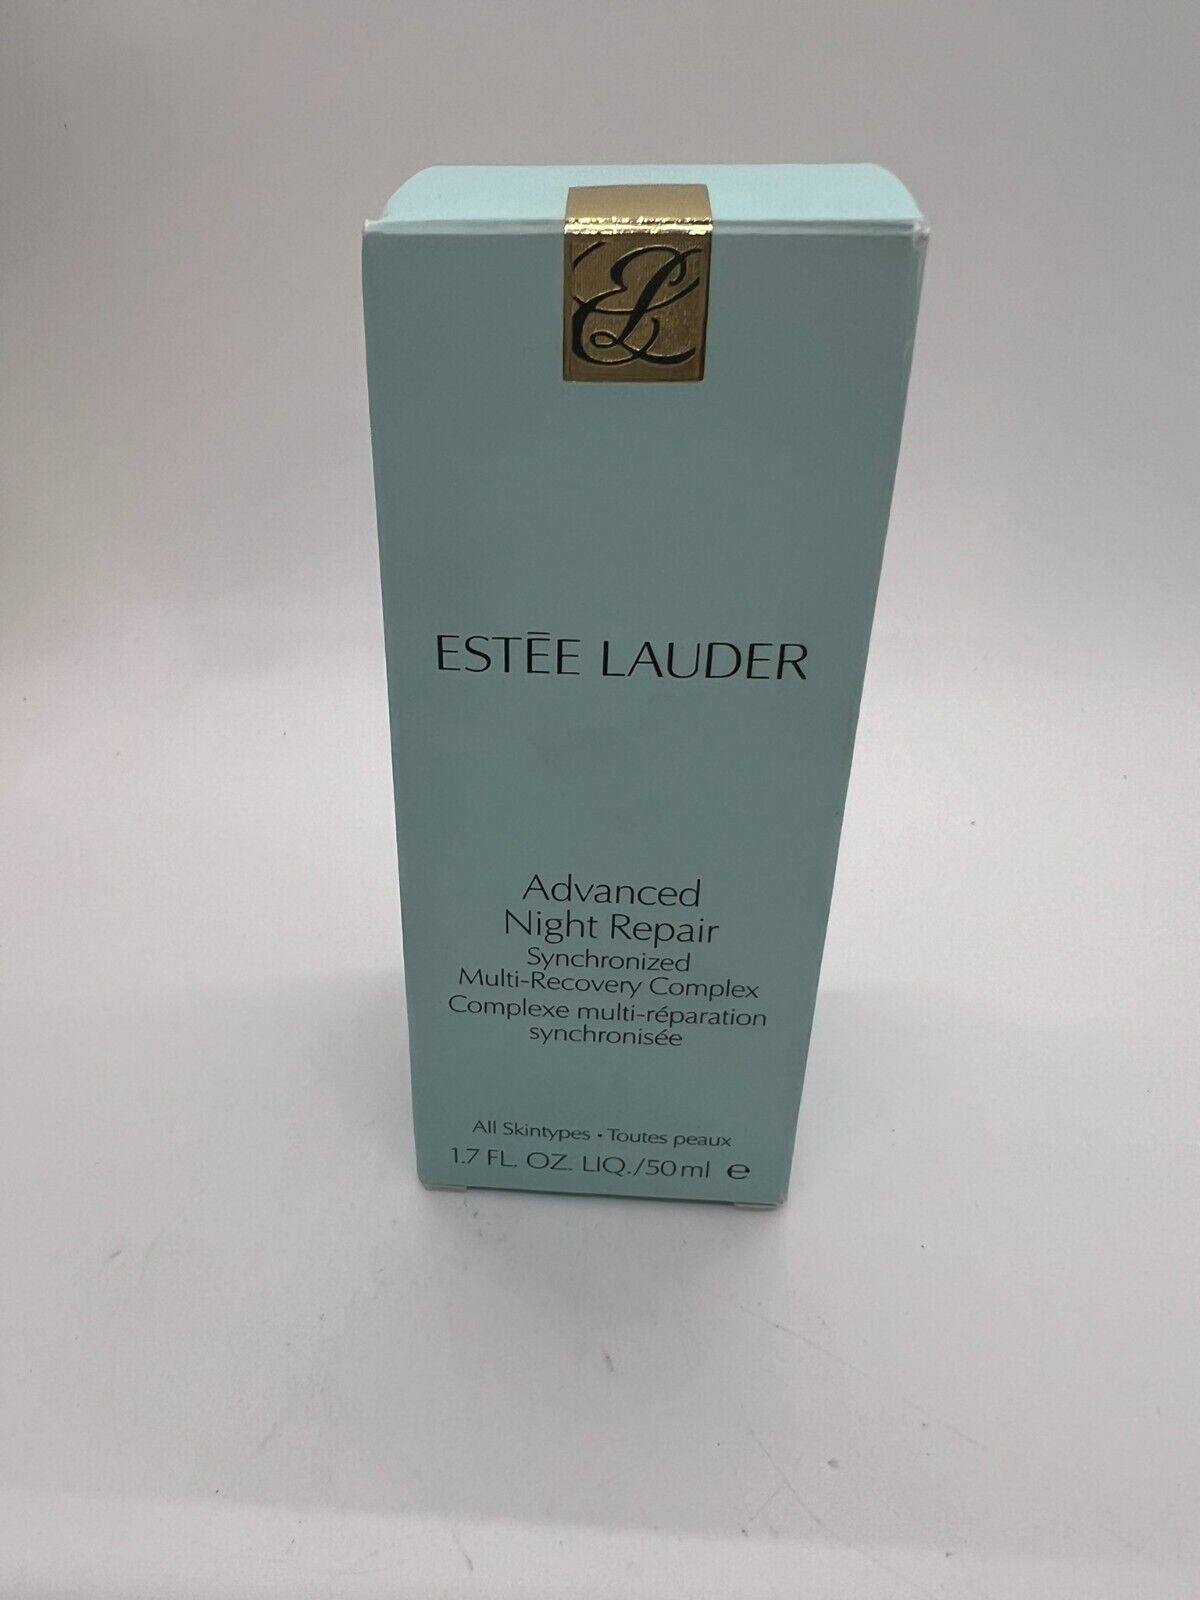 EL
ESTĒE LAUDER
Advanced
Night Repair
Synchronized
Multi-Recovery Complex
Complexe multi-réparation
synchronisée
All Skintypes • Toutes peaux
1.7 FL. OZ. LIQ./50 ml ℮